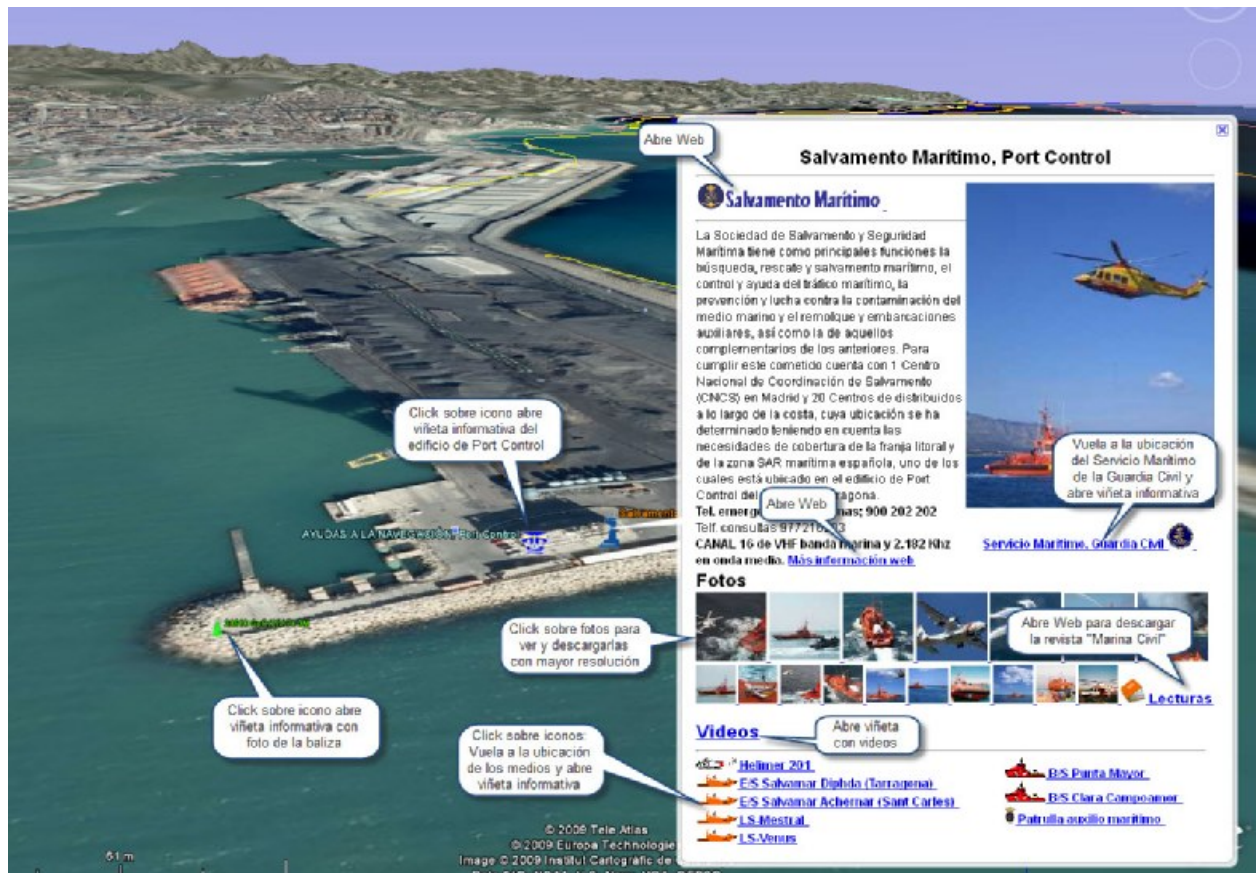 Abre Web
Salvamento Marítimo, Port Control
Salvamento Marítimo
La Sociedad de Salvamento y Seguridad
Marítima tiene como principales funciones la
búsqueda, rescate y salvamento marítimo, el
control y ayuda del tráfico marítimo, la
prevención y lucha contra la contaminación del
medio marino y el remolque y embarcaciones
auxiliares, así como la de aquellos
complementarios de los anteriores. Para
cumplir este cometido cuenta con 1 Centro
Nacional de Coordinación de Salvamento
(CNCS) en Madrid y 20 Centros de distribuidos
a lo largo de la costa, cuya ubicación se ha
determinado teniendo en cuenta las
necesidades de cobertura de la franja litoral y
de la zona SAR marítima española, uno de los
cuales está ubicado en el edificio de Port
Control del
Abre Web
Tel. 900 202 202
Telf. consultas
CANAL 16 de VHF banda marina y 2.182 Khz
en onda media. Más información web
Vuela a la ubicación
del Servicio Marítimo
de la Guardia Civil y
abre viñeta informativa
Servicio Marítimo. Guardia Civil
Click sobre icono abre
viñeta informativa del
edificio de Port Control
AYUDAS A LA NAVEGACIÓN, Port Control
Salvamento
Fotos
Click sobre fotos para
ver y descargarlas
con mayor resolución
Abre Web para descargar
la revista "Marina Civil"
Lecturas
Click sobre icono abre
viñeta informativa con
foto de la baliza
Videos
Abre viñeta
con videos
Click sobre iconos:
Vuela a la ubicación
de los medios y abre
viñeta informativa
Helimer 201
E/S Salvamar Diphda (Tarragona)
E/S Salvamar Achernar (Sant Carles)
LS-Mestral
LS-Venus
B/S Punta Mayor
B/S Clara Campoamor
Patrulla auxilio marítimo
© 2009 Tele Atlas
© 2009 Europa Technologie
Image © 2009 Institut Cartogràfic de
61 m